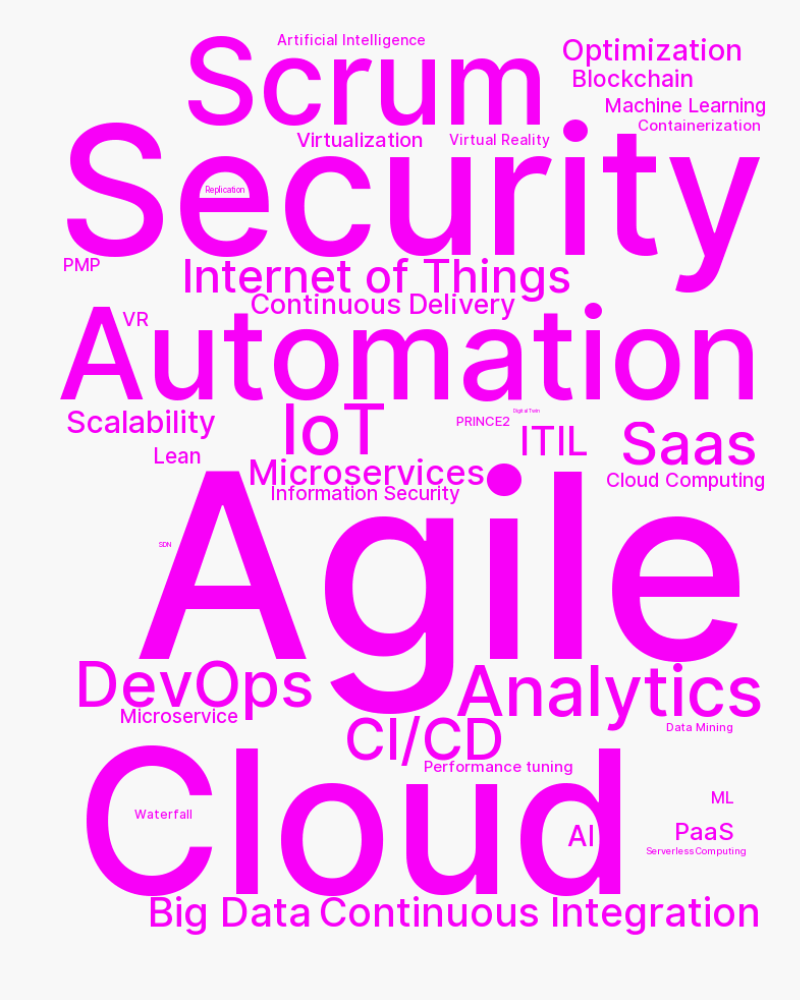 Artificial Intelligence
Scrum
Optimization
Blockchain
Machine Learning
Containerization
Virtualization
Virtual Reality
Security
Replication
PMP
Internet of Things
Continuous Delivery
VR
Automation
Scalability
IoT
PRINCE2
Digital Twin
ITIL
Saas
Lean
Microservices
Cloud Computing
Information Security
Agile
SDN
DevOps
Analytics
Microservice
Data Mining
CI/CD
Performance tuning
Cloud
Waterfall
AI
ML
PaaS
Serverless Computing
Big Data
Continuous Integration